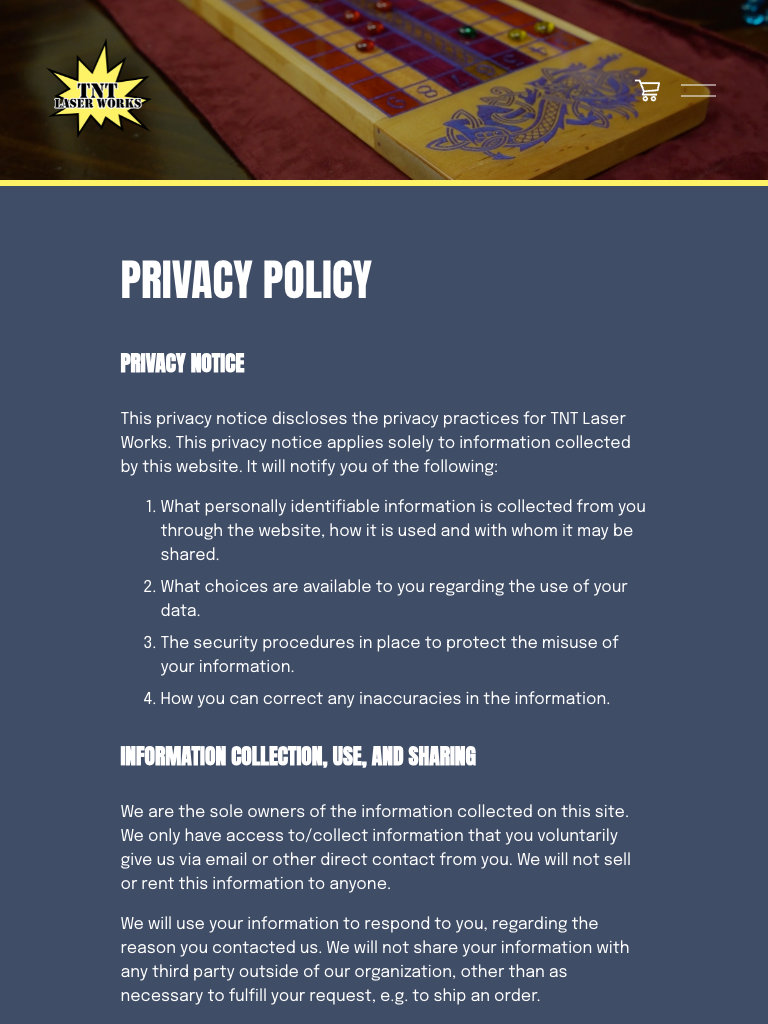 TNT
LASER WORKS
PRIVACY POLICY
PRIVACY NOTICE
This privacy notice discloses the privacy practices for TNT Laser
Works. This privacy notice applies solely to information collected
by this website. It will notify you of the following:
1. What personally identifiable information is collected from you
through the website, how it is used and with whom it may be
shared.
2. What choices are available to you regarding the use of your
data.
3. The security procedures in place to protect the misuse of
your information.
4. How you can correct any inaccuracies in the information.
INFORMATION COLLECTION, USE, AND SHARING
We are the sole owners of the information collected on this site.
We only have access to/collect information that you voluntarily
give us via email or other direct contact from you. We will not sell
or rent this information to anyone.
We will use your information to respond to you, regarding the
reason you contacted us. We will not share your information with
any third party outside of our organization, other than as
necessary to fulfill your request, e.g. to ship an order.